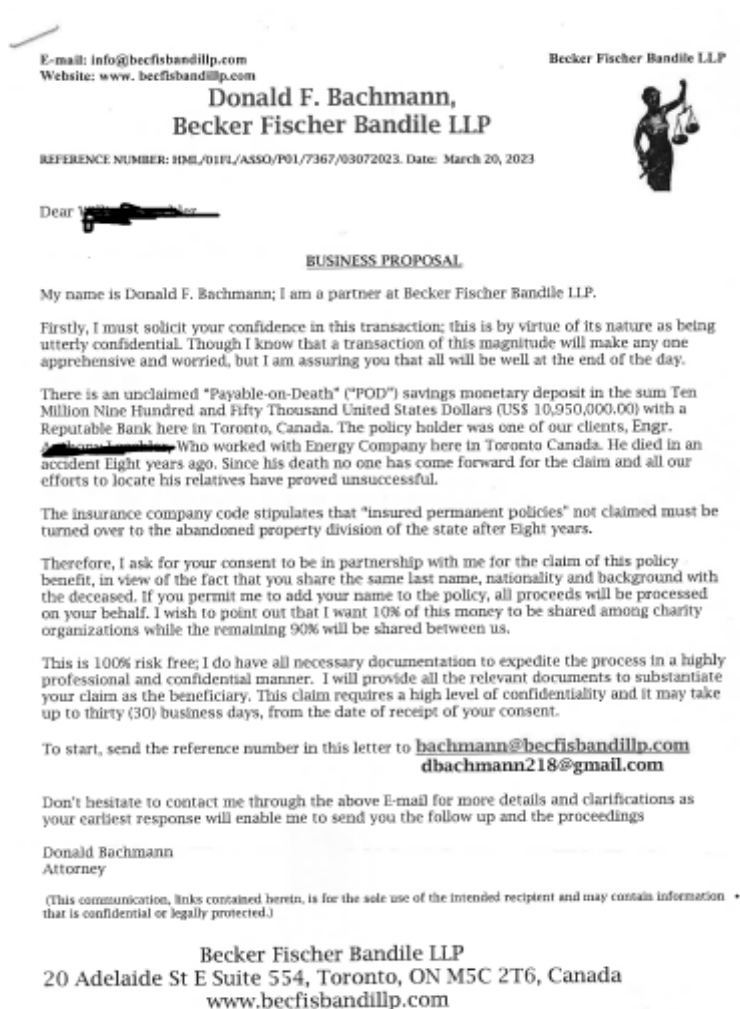 E-mail: info@becfisbandillp.com
Becker Fischer Bandile LLP
Website: www. becfisbandillp.com
Donald F. Bachmann,
Becker Fischer Bandile LLP
REFERENCE NUMBER: HML/01FL/ASSO/P01/7367/03072023. Date: March 20, 2023
Dear
BUSINESS PROPOSAL
My name is Donald F. Bachmann; I am a partner at Becker Fischer Bandile LLP.
Firstly, I must solicit your confidence in this transaction; this is by virtue of its nature as being
utterly confidential. Though I know that a transaction of this magnitude will make any one
apprehensive and worried, but I am assuring you that all will be well at the end of the day.
There is an unclaimed "Payable-on-Death" ("POD") savings monetary deposit in the sum Ten
Million Nine Hundred and Fifty Thousand United States Dollars (US$ 10,950,000.00) with a
Reputable Bank here in Toronto, Canada. The policy holder was one of our clients, Engr.
Who worked with Energy Company here in Toronto Canada. He died in an
accident Eight years ago. Since his death no one has come forward for the claim and all our
efforts to locate his relatives have proved unsuccessful.
The insurance company code stipulates that "insured permanent policies" not claimed must be
turned over to the abandoned property division of the state after Eight years.
Therefore, I ask for your consent to be in partnership with me for the claim of this policy
benefit, in view of the fact that you share the same last name, nationality and background with
the deceased. If you permit me to add your name to the policy, all proceeds will be processed
on your behalf. I wish to point out that I want 10% of this money to be shared among charity
organizations while the remaining 90% will be shared between us.
This is 100% risk free; I do have all necessary documentation to expedite the process in a highly
professional and confidential manner. I will provide all the relevant documents to substantiate
your claim as the beneficiary. This claim requires a high level of confidentiality and it may take
up to thirty (30) business days, from the date of receipt of your consent.
To start, send the reference number in this letter to bachmann@becfisbandillp.com
dbachmann218@gmail.com
Don't hesitate to contact me through the above E-mail for more details and clarifications as
your earliest response will enable me to send you the follow up and the proceedings
Donald Bachmann
Attorney
(This communication, links contained herein, is for the sole use of the intended recipient and may contain information
that is confidential or legally protected.)
Becker Fischer Bandile LLP
20 Adelaide St E Suite 554, Toronto, ON M5C 2T6, Canada
www.becfisbandillp.com